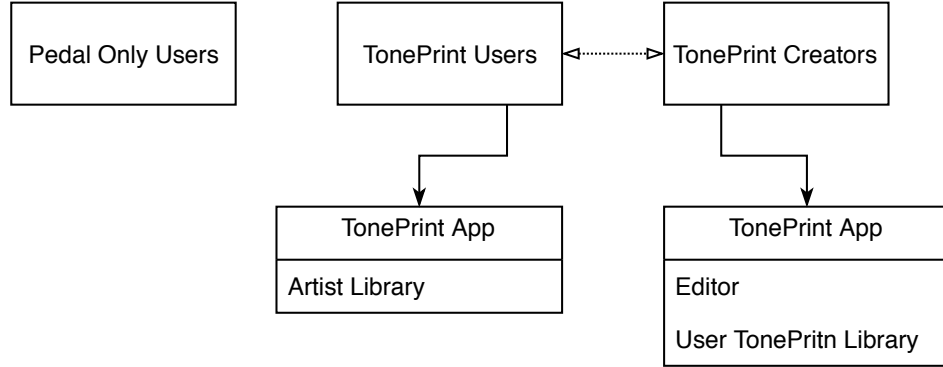 Pedal Only Users
TonePrint Users
TonePrint Creators
TonePrint App
Artist Library
TonePrint App
Editor
User TonePritn Library